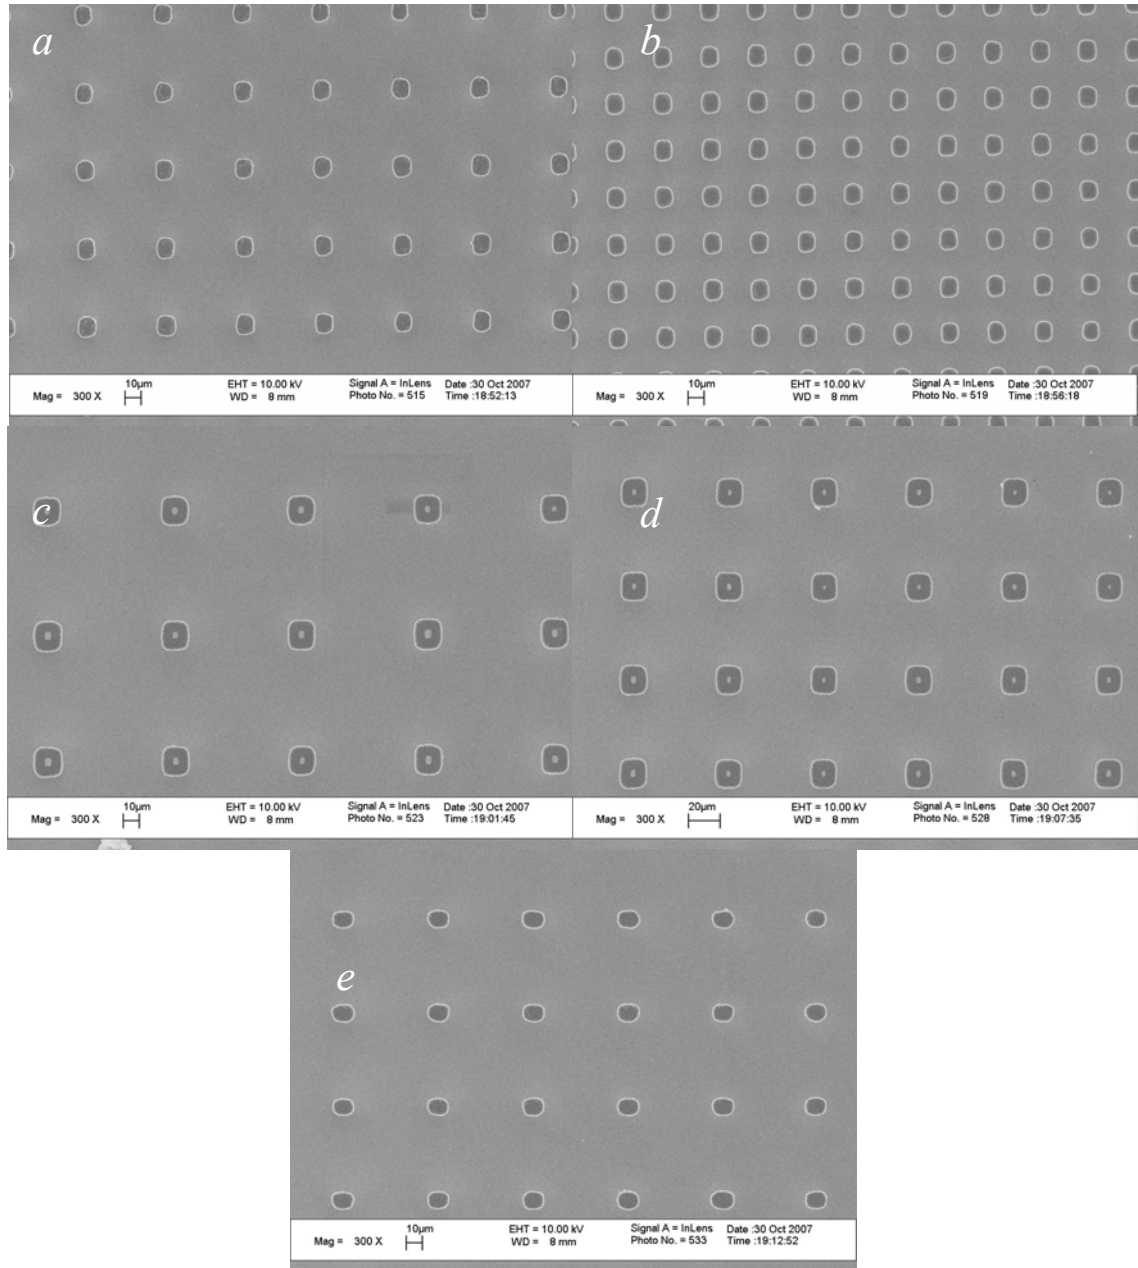 a
b
10µm
Mag = 300 X
EHT = 10.00 kV
WD = 8 mm
Signal A = InLens
Photo No. = 515
Date :30 Oct 2007
Time :18:52:13
10µm
Mag = 300 X
EHT = 10.00 kV
WD = 8 mm
Signal A = InLens
Photo No. = 519
Date :30 Oct 2007
Time :18:56:18
c
d
10µm
Mag = 300 X
EHT = 10.00 kV
WD = 8 mm
Signal A = InLens
Photo No. = 523
Date :30 Oct 2007
Time :19:01:45
20µm
Mag = 300 X
EHT = 10.00 kV
WD = 8 mm
Signal A = InLens
Photo No. = 528
Date :30 Oct 2007
Time :19:07:35
e
10µm
Mag = 300 X
EHT = 10.00 kV
WD = 8 mm
Signal A = InLens
Photo No. = 533
Date :30 Oct 2007
Time :19:12:52